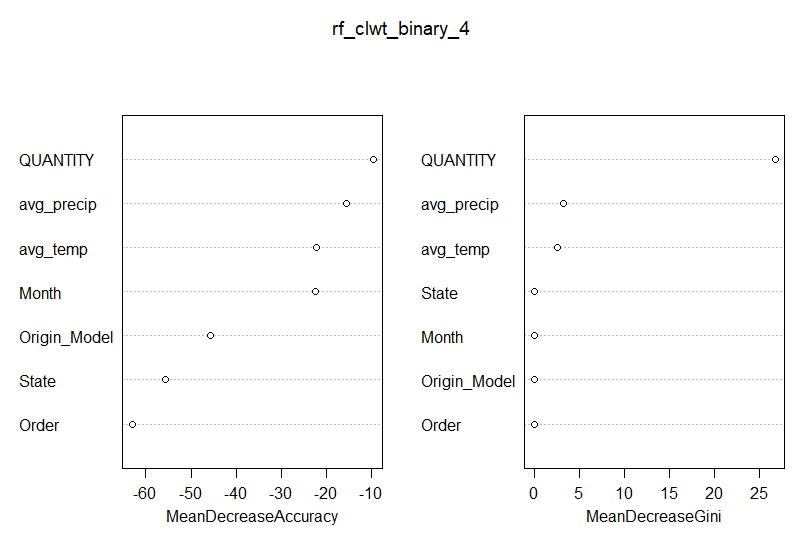 rf_clwt_binary_4
QUANTITY
avg_precip
avg_temp
Month
Origin_Model
State
Order
-60 -50 -40 -30 -20 -10
MeanDecreaseAccuracy
QUANTITY
avg_precip
avg_temp
State
Month
Origin_Model
Order
0 5 10 15 20 25
MeanDecreaseGini